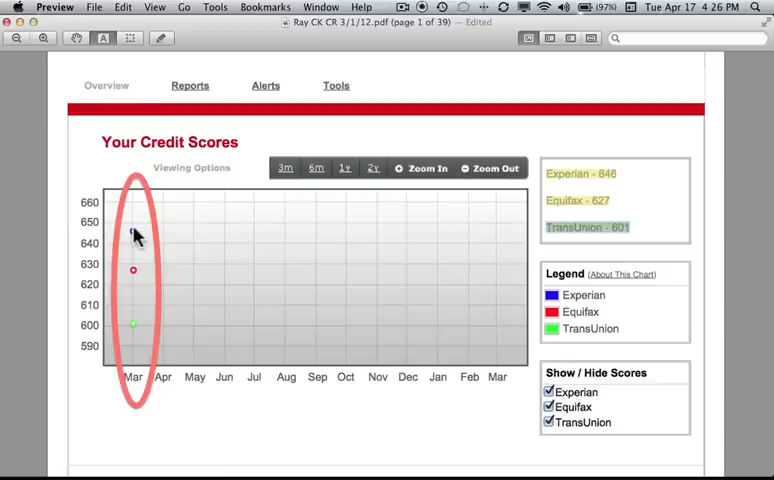 Preview File Edit View Go Tools Bookmarks Window Help (97%) Tue Apr 17 4:26 PM
Ray CK CR 3/1/12.pdf (page 1 of 39) — Edited
A
Overview Reports Alerts Tools
Your Credit Scores
Viewing Options 3m 6m 1y 2y Zoom In Zoom Out
660
650
640
630
620
610
600
590
Mar Apr May Jun Jul Aug Sep Oct Nov Dec Jan Feb Mar
Experian - 646
Equifax - 627
TransUnion - 601
Legend (About This Chart)
Experian
Equifax
TransUnion
Show / Hide Scores
Experian
Equifax
TransUnion